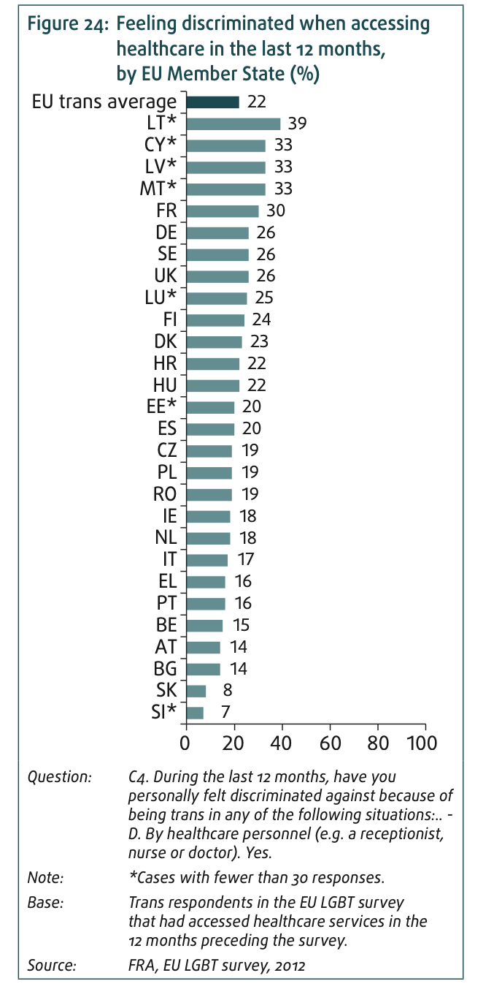 Figure 24: Feeling discriminated when accessing
healthcare in the last 12 months,
by EU Member State (%)
EU trans average 22
LT* 39
CY* 33
LV* 33
MT* 33
FR 30
DE 26
SE 26
UK 26
LU* 25
FI 24
DK 23
HR 22
HU 22
EE* 20
ES 20
CZ 19
PL 19
RO 19
IE 18
NL 18
IT 17
EL 16
PT 16
BE 15
AT 14
BG 14
SK 8
SI* 7
0 20 40 60 80 100
Question: C4. During the last 12 months, have you
personally felt discriminated against because of
being trans in any of the following situations:.. -
D. By healthcare personnel (e.g. a receptionist,
nurse or doctor). Yes.
Note: *Cases with fewer than 30 responses.
Base: Trans respondents in the EU LGBT survey
that had accessed healthcare services in the
12 months preceding the survey.
Source: FRA, EU LGBT survey, 2012